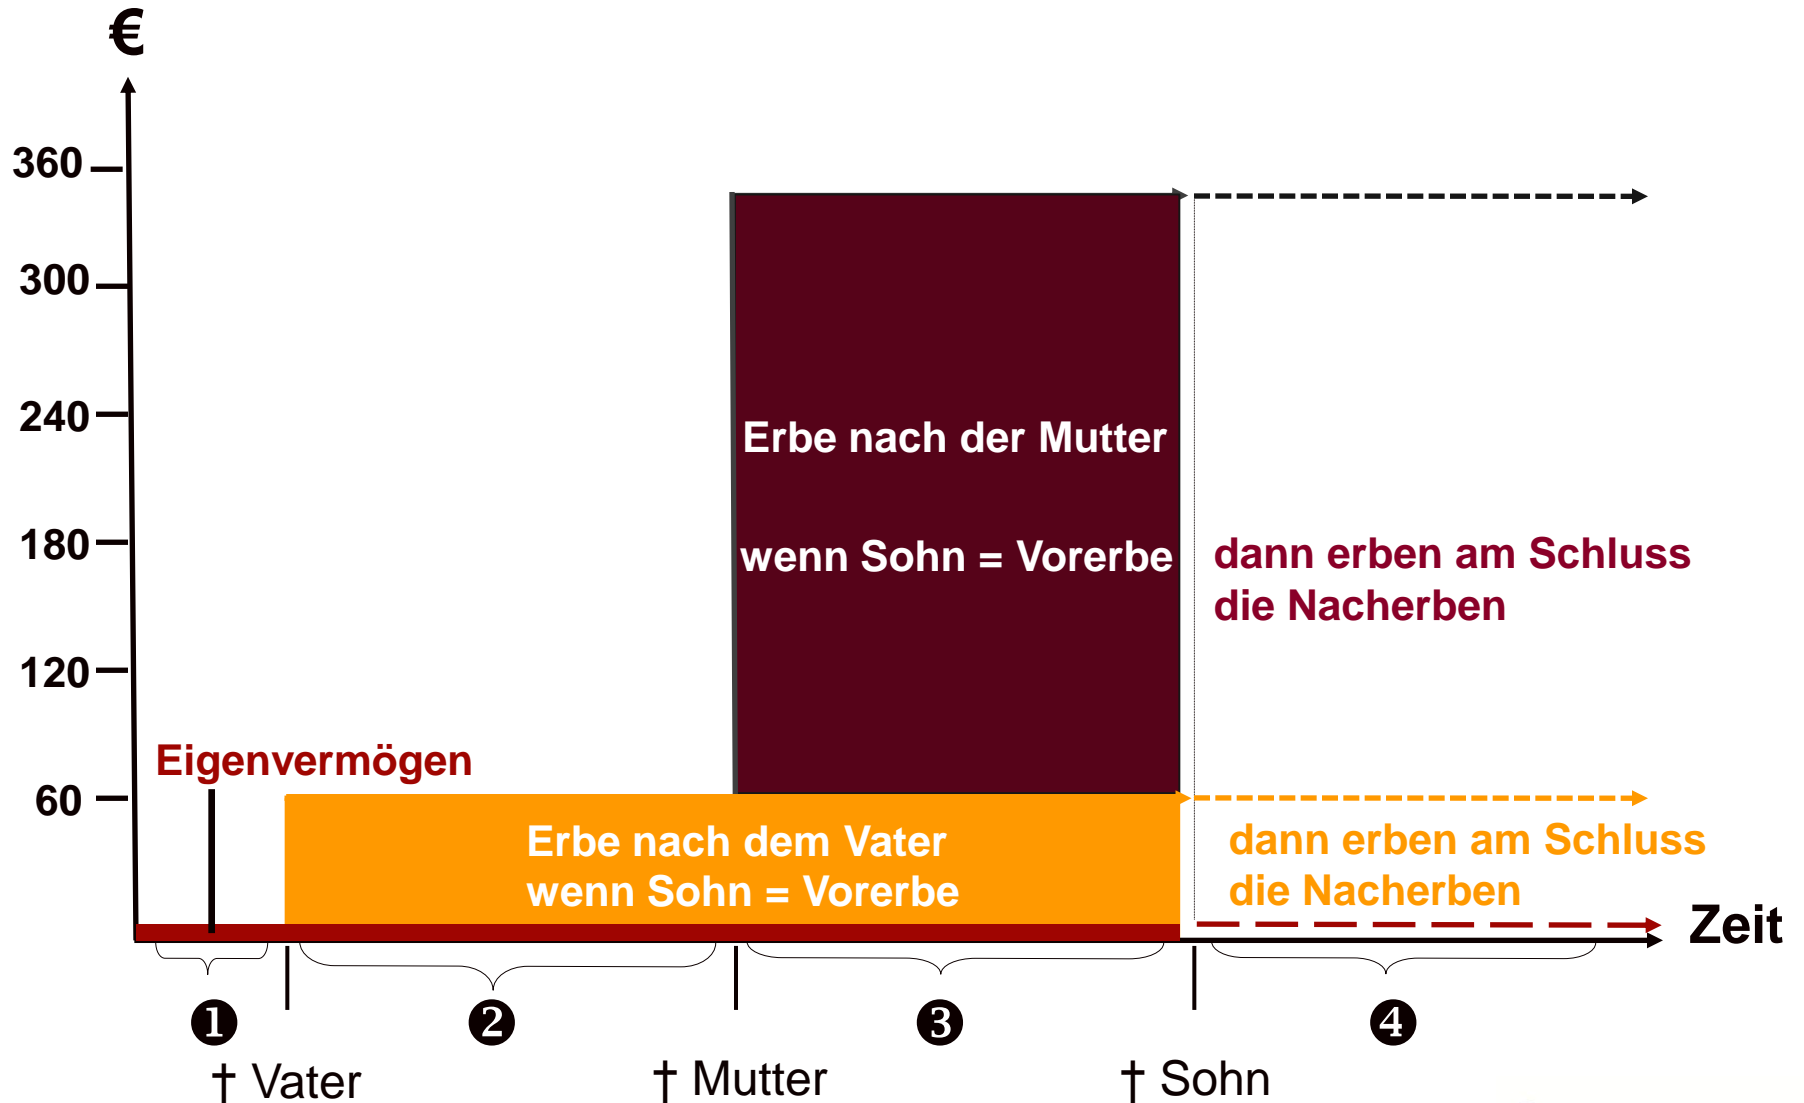 €
360
300
240
180
120
60
Eigenvermögen
Erbe nach der Mutter
wenn Sohn = Vorerbe
dann erben am Schluss
die Nacherben
Erbe nach dem Vater
wenn Sohn = Vorerbe
dann erben am Schluss
die Nacherben
Zeit
❶ ❷ ❸ ❹
† Vater † Mutter † Sohn